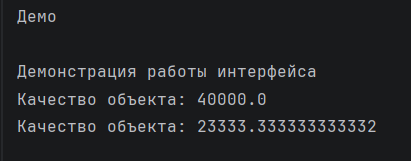 Демо
Демонстрация работы интерфейса
Качество объекта: 40000.0
Качество объекта: 23333.333333333332